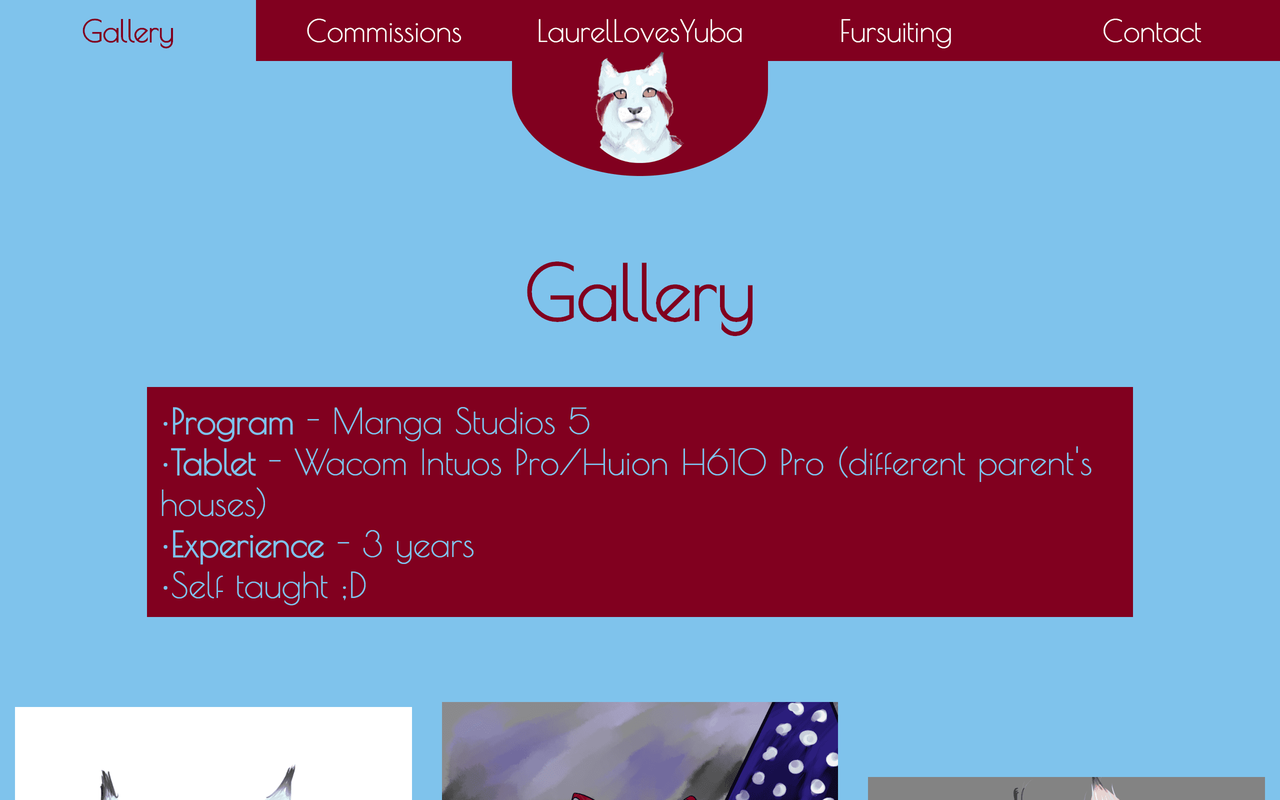 Gallery
Commissions
LaurelLovesYuba
Fursuiting
Contact
Gallery
•Program - Manga Studios 5
•Tablet - Wacom Intuos Pro/Huion H610 Pro (different parent's
houses)
•Experience - 3 years
•Self taught ;D